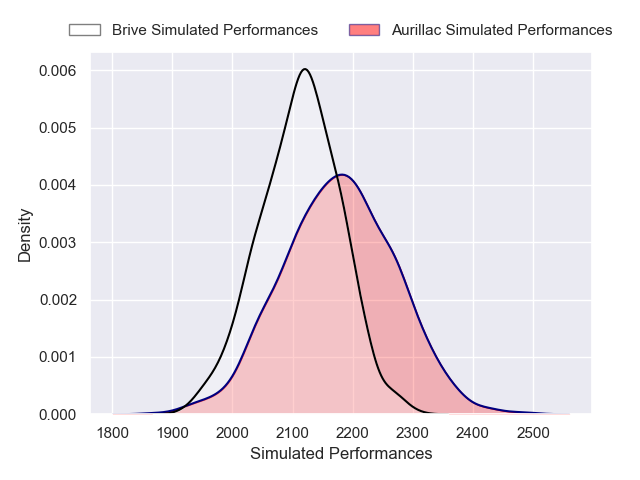 Brive Simulated Performances Aurillac Simulated Performances
0.006
0.005
0.004
0.003
0.002
0.001
0.000
Density
1800 1900 2000 2100 2200 2300 2400 2500
Simulated Performances